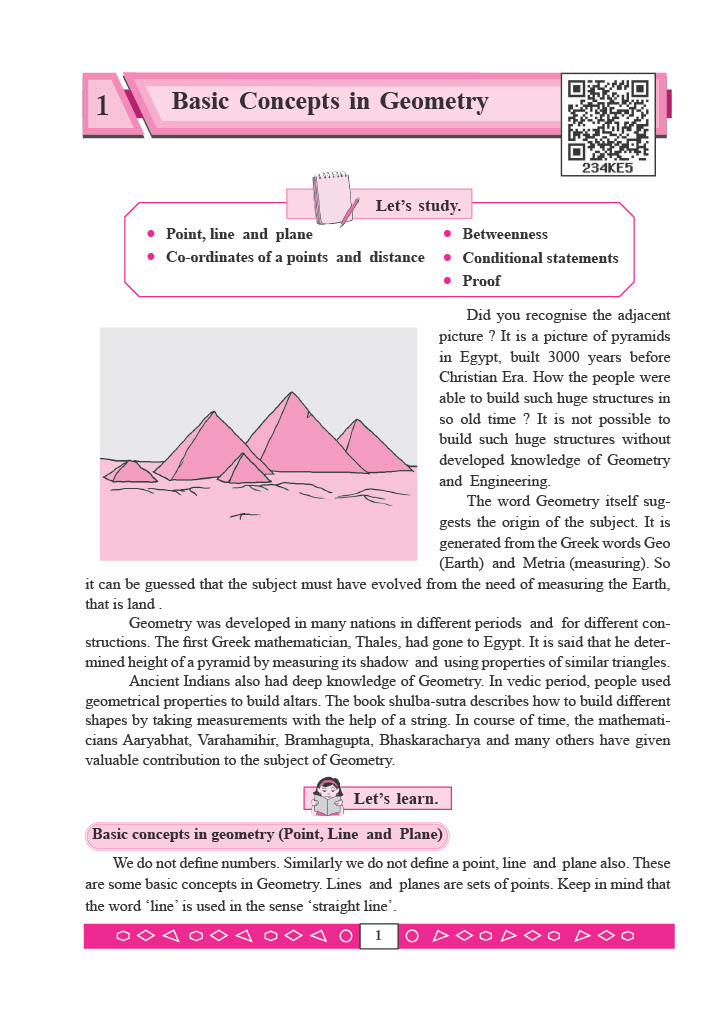 1
Basic Concepts in Geometry
234KE5
Let's study.
• Point, line and plane
• Co-ordinates of a points and distance
• Betweenness
• Conditional statements
• Proof
Did you recognise the adjacent
picture ? It is a picture of pyramids
in Egypt, built 3000 years before
Christian Era. How the people were
able to build such huge structures in
so old time ? It is not possible to
build such huge structures without
developed knowledge of Geometry
and Engineering.
The word Geometry itself sug-
gests the origin of the subject. It is
generated from the Greek words Geo
(Earth) and Metria (measuring). So
it can be guessed that the subject must have evolved from the need of measuring the Earth,
that is land .
Geometry was developed in many nations in different periods and for different con-
structions. The first Greek mathematician, Thales, had gone to Egypt. It is said that he deter-
mined height of a pyramid by measuring its shadow and using properties of similar triangles.
Ancient Indians also had deep knowledge of Geometry. In vedic period, people used
geometrical properties to build altars. The book shulba-sutra describes how to build different
shapes by taking measurements with the help of a string. In course of time, the mathemati-
cians Aaryabhat, Varahamihir, Bramhagupta, Bhaskaracharya and many others have given
valuable contribution to the subject of Geometry.
Let's learn.
Basic concepts in geometry (Point, Line and Plane)
We do not define numbers. Similarly we do not define a point, line and plane also. These
are some basic concepts in Geometry. Lines and planes are sets of points. Keep in mind that
the word 'line' is used in the sense 'straight line'.
1